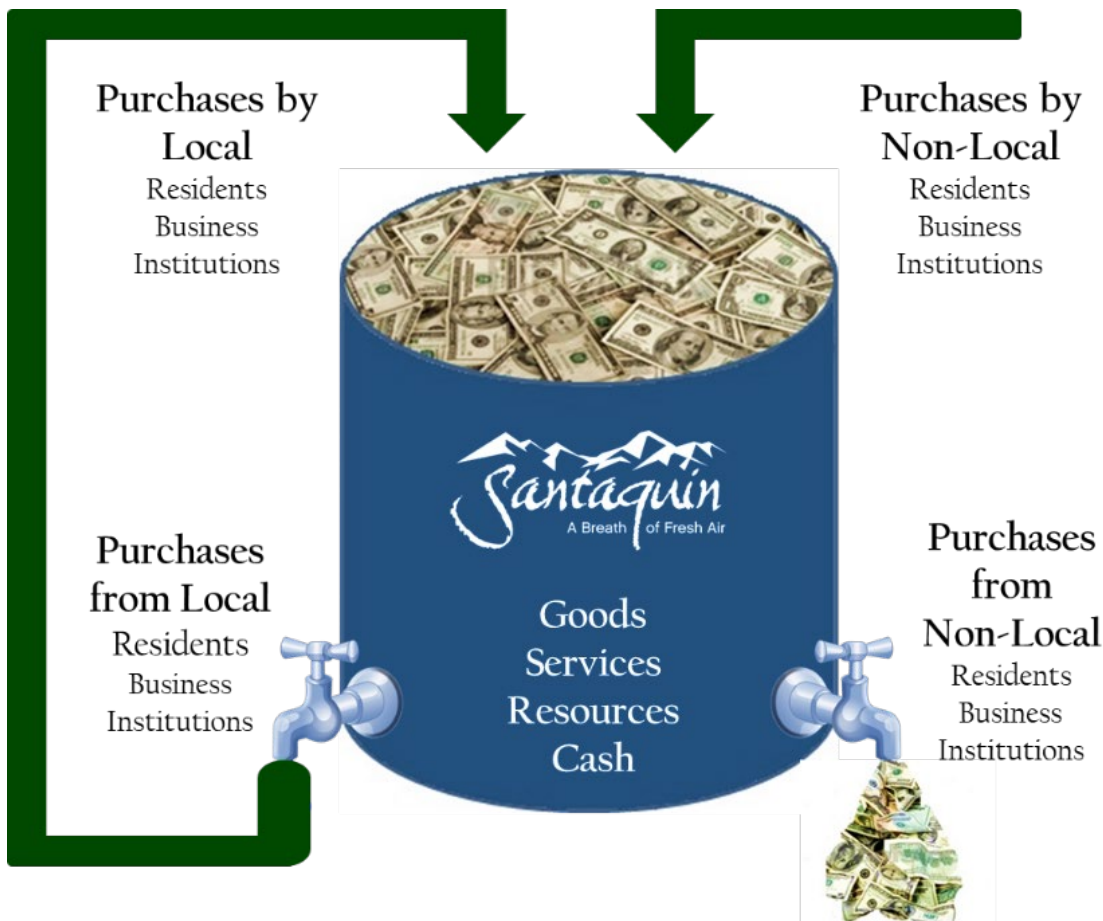 Purchases by
Local
Residents
Business
Institutions
Purchases by
Non-Local
Residents
Business
Institutions
Santaquin
A Breath of Fresh Air
Purchases
from Local
Residents
Business
Institutions
Goods
Services
Resources
Cash
Purchases
from
Non-Local
Residents
Business
Institutions